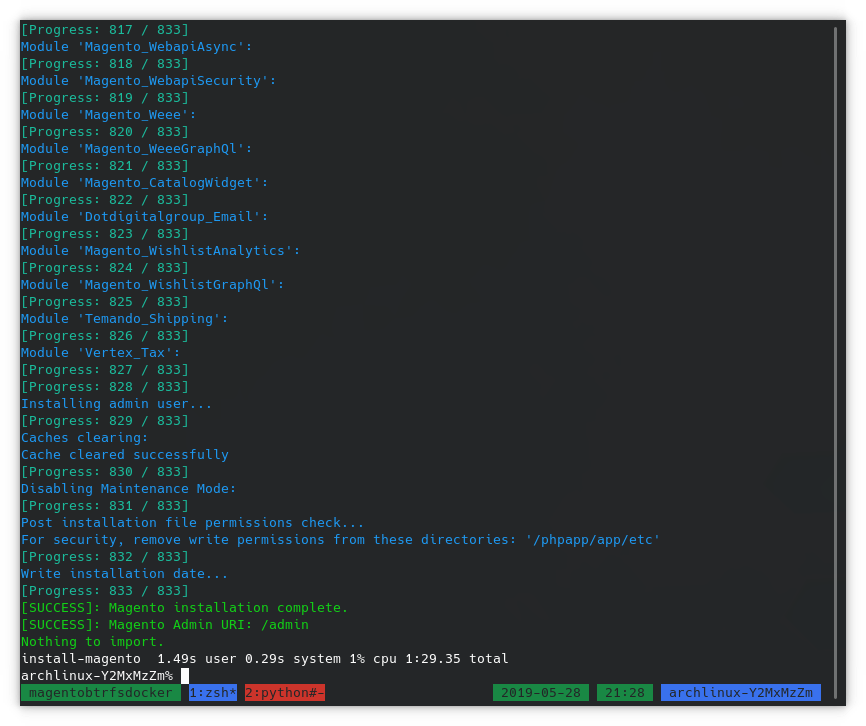 [Progress: 817 / 833]
Module 'Magento_WebapiAsync':
[Progress: 818 / 833]
Module 'Magento_WebapiSecurity':
[Progress: 819 / 833]
Module 'Magento_Weee':
[Progress: 820 / 833]
Module 'Magento_WeeeGraphQl':
[Progress: 821 / 833]
Module 'Magento_CatalogWidget':
[Progress: 822 / 833]
Module 'Dotdigitalgroup_Email':
[Progress: 823 / 833]
Module 'Magento_WishlistAnalytics':
[Progress: 824 / 833]
Module 'Magento_WishlistGraphQl':
[Progress: 825 / 833]
Module 'Temando_Shipping':
[Progress: 826 / 833]
Module 'Vertex_Tax':
[Progress: 827 / 833]
[Progress: 828 / 833]
Installing admin user...
[Progress: 829 / 833]
Caches clearing:
Cache cleared successfully
[Progress: 830 / 833]
Disabling Maintenance Mode:
[Progress: 831 / 833]
Post installation file permissions check...
For security, remove write permissions from these directories: '/phpapp/app/etc'
[Progress: 832 / 833]
Write installation date...
[Progress: 833 / 833]
[SUCCESS]: Magento installation complete.
[SUCCESS]: Magento Admin URI: /admin
Nothing to import.
install-magento  1.49s user 0.29s system 1% cpu 1:29.35 total
archlinux-Y2MxMzZm%
magentobtrfsdocker 1:zsh* 2:python#- 2019-05-28 21:28 archlinux-Y2MxMzZm